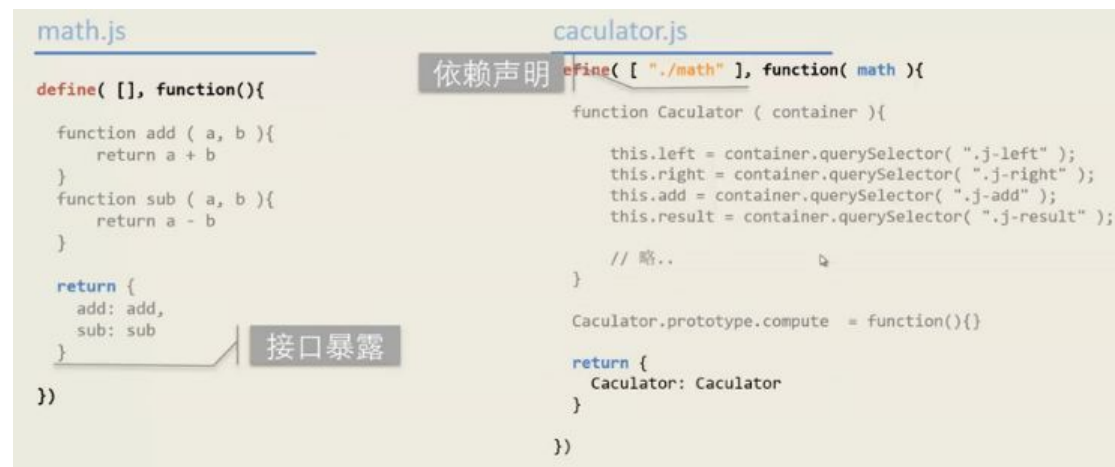 math.js
define( [], function(){
function add ( a, b ){
return a + b
}
function sub ( a, b ){
return a - b
}
return {
add: add,
sub: sub
}
接口暴露
})
caculator.js
依赖声明
efine( [ "./math" ], function( math ){
function Caculator ( container ){
this.left = container.querySelector( ".j-left" );
this.right = container.querySelector( ".j-right" );
this.add = container.querySelector( ".j-add" );
this.result = container.querySelector( ".j-result" );
// 略..
}
Caculator.prototype.compute = function(){}
return {
Caculator: Caculator
}
})